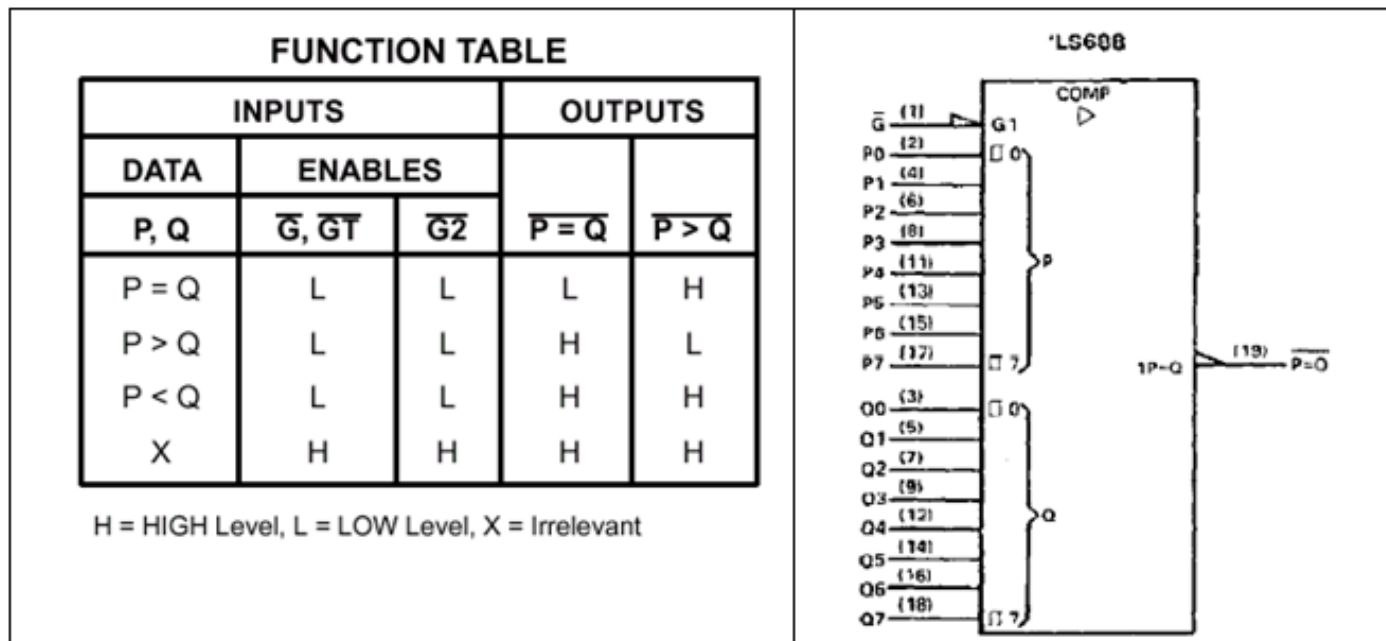 FUNCTION TABLE
INPUTS OUTPUTS
DATA ENABLES
P, Q G̅, G̅T̅ G̅2̅ P̅ ̅=̅ ̅Q̅ P̅ ̅>̅ ̅Q̅
P = Q L L L H
P > Q L L H L
P < Q L L H H
X H H H H
H = HIGH Level, L = LOW Level, X = Irrelevant
'LS688
COMP
G̅ (1) G1
P0 (2) 0
P1 (4)
P2 (6)
P3 (8)
P
P4 (11)
P5 (13)
P6 (15)
P7 (17) 7
1P=Q (19) P̅=̅Q̅
Q0 (3) 0
Q1 (5)
Q2 (7)
Q3 (9)
Q4 (12)
Q
Q5 (14)
Q6 (16)
Q7 (18) 7